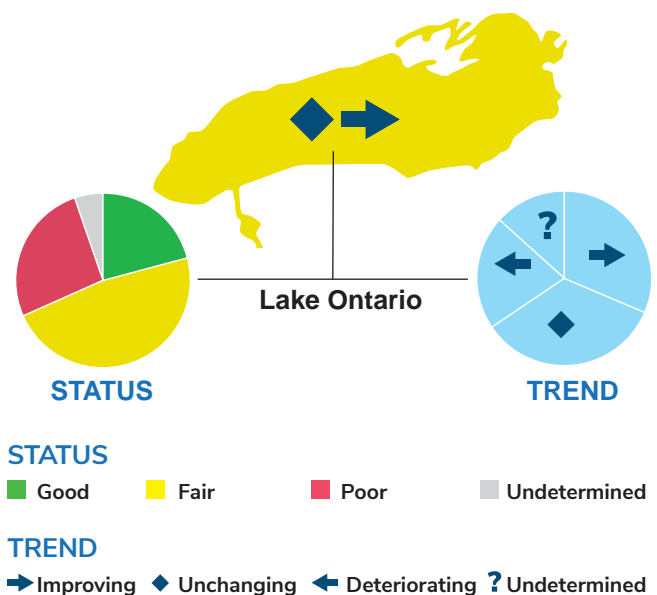 ?
Lake Ontario
STATUS
TREND
STATUS
Good
Fair
Poor
Undetermined
TREND
Improving
Unchanging
Deteriorating
? Undetermined